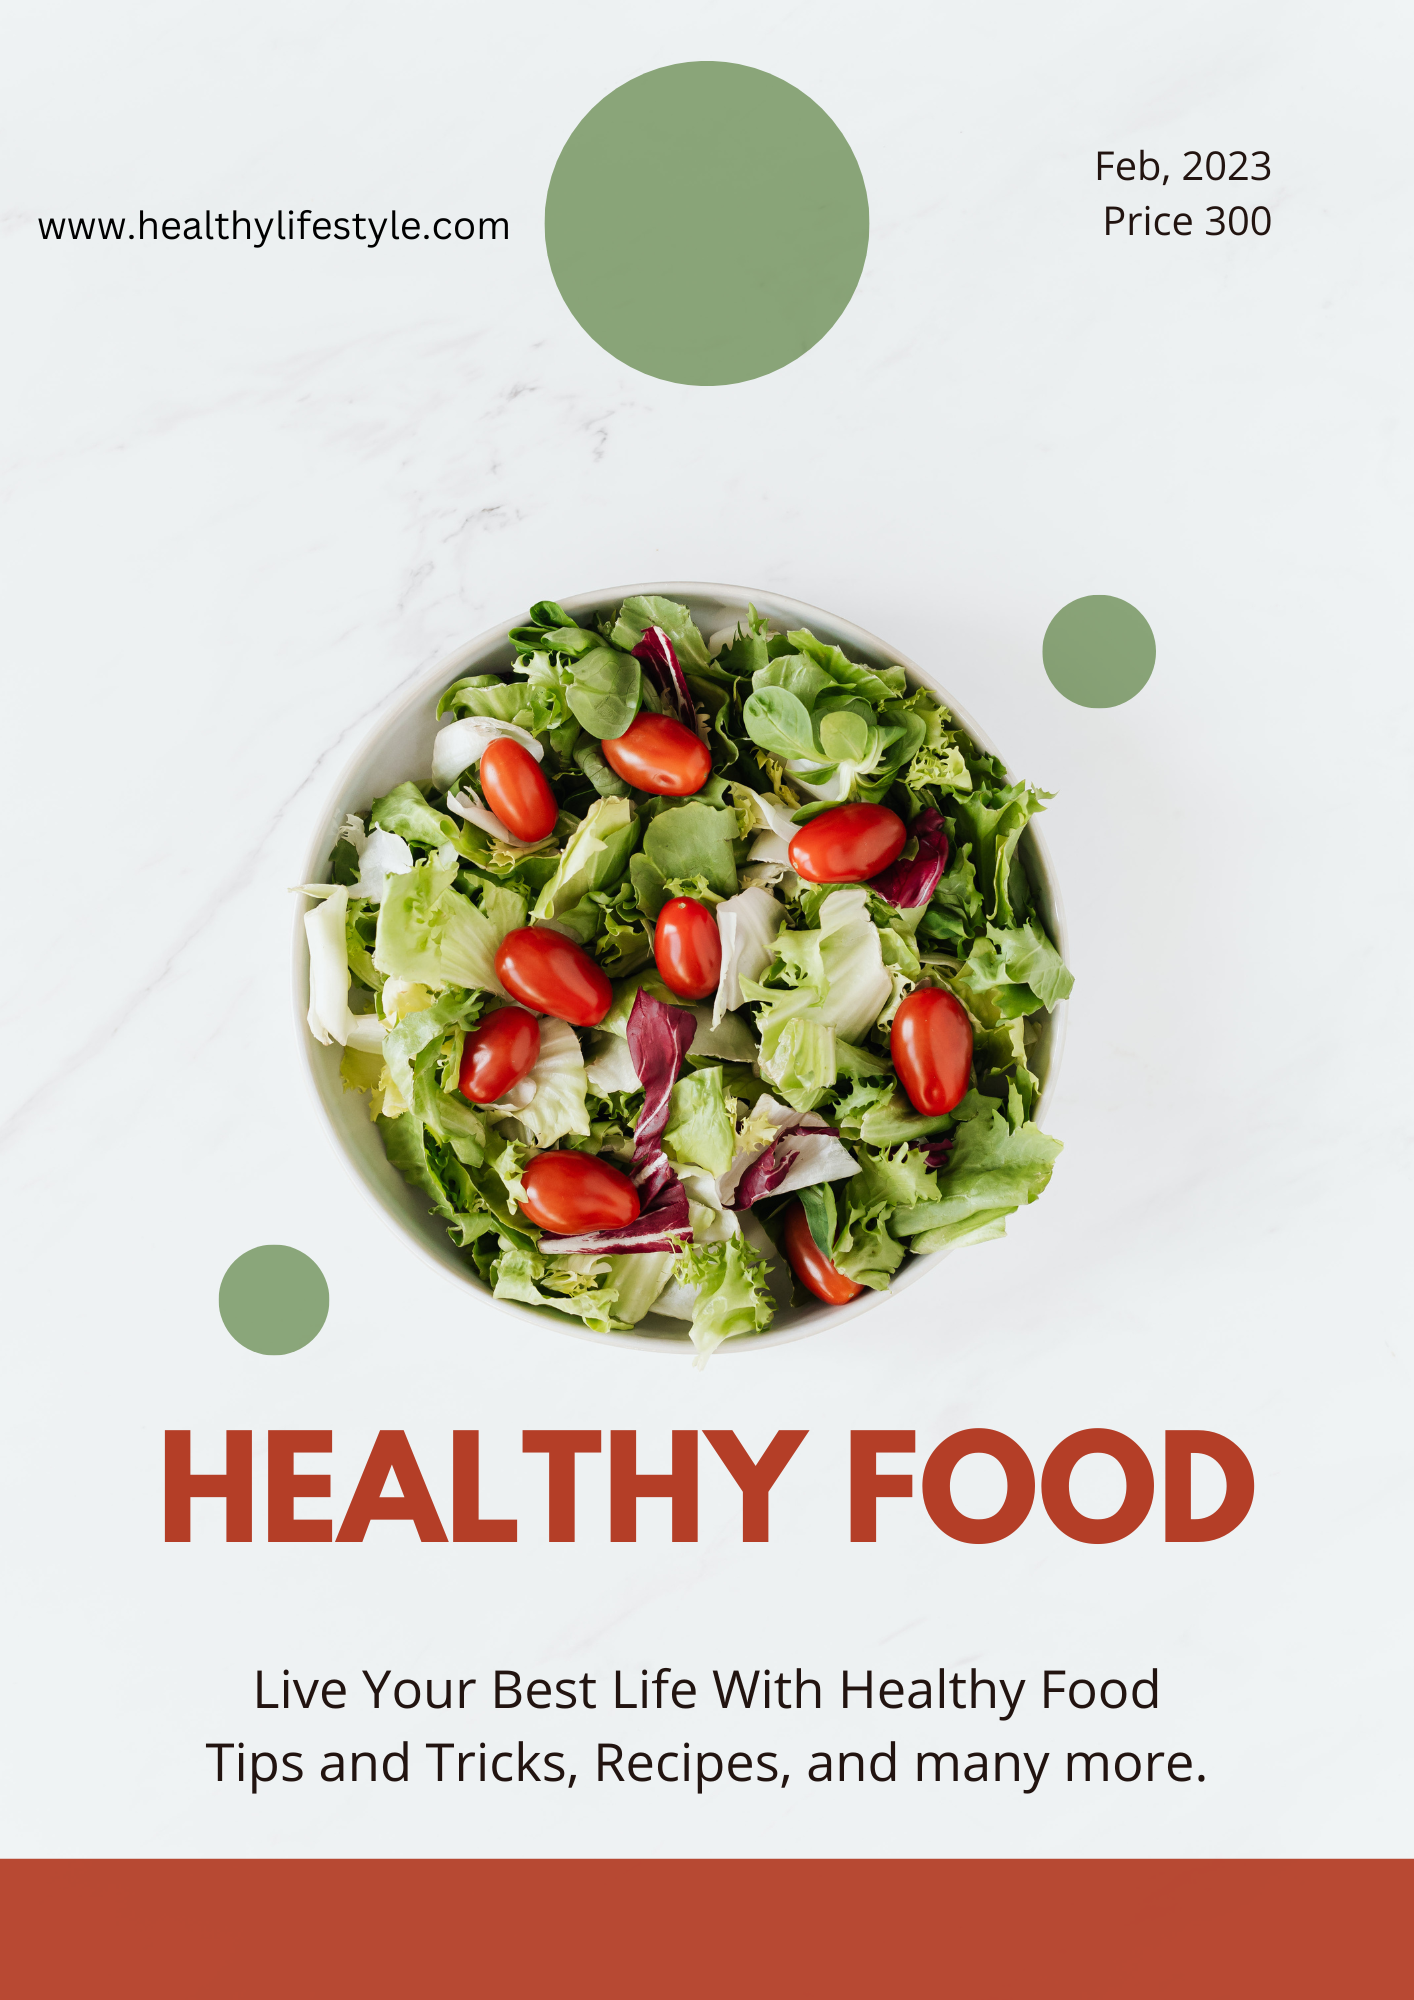 Feb, 2023
Price 300
www.healthylifestyle.com
HEALTHY FOOD
Live Your Best Life With Healthy Food
Tips and Tricks, Recipes, and many more.